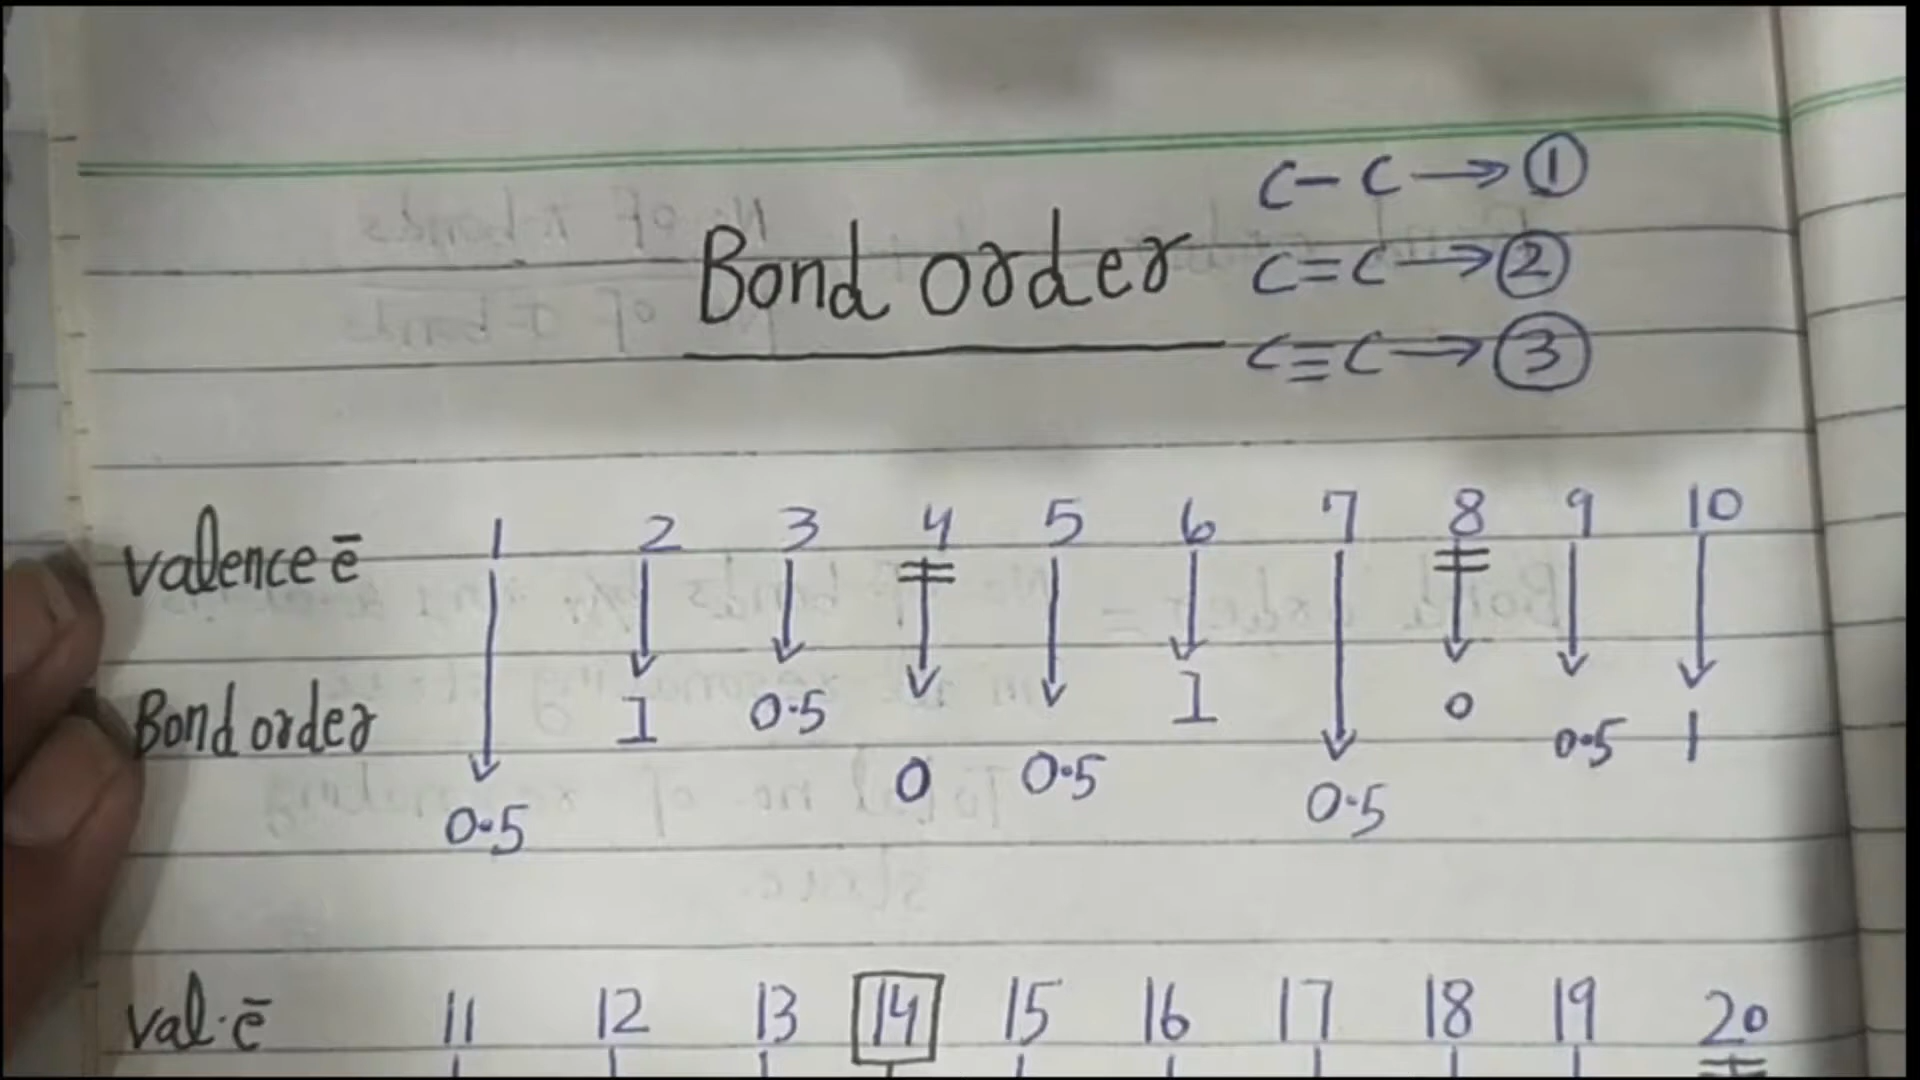 C-C→①
Bond order
C=C→②
C≡C→③
valence ē 1 2 3 4 5 6 7 8 9 10
Bond order 0.5 1 0.5 0 0.5 1 0.5 0 0.5 1
val.ē 11 12 13 14 15 16 17 18 19 20